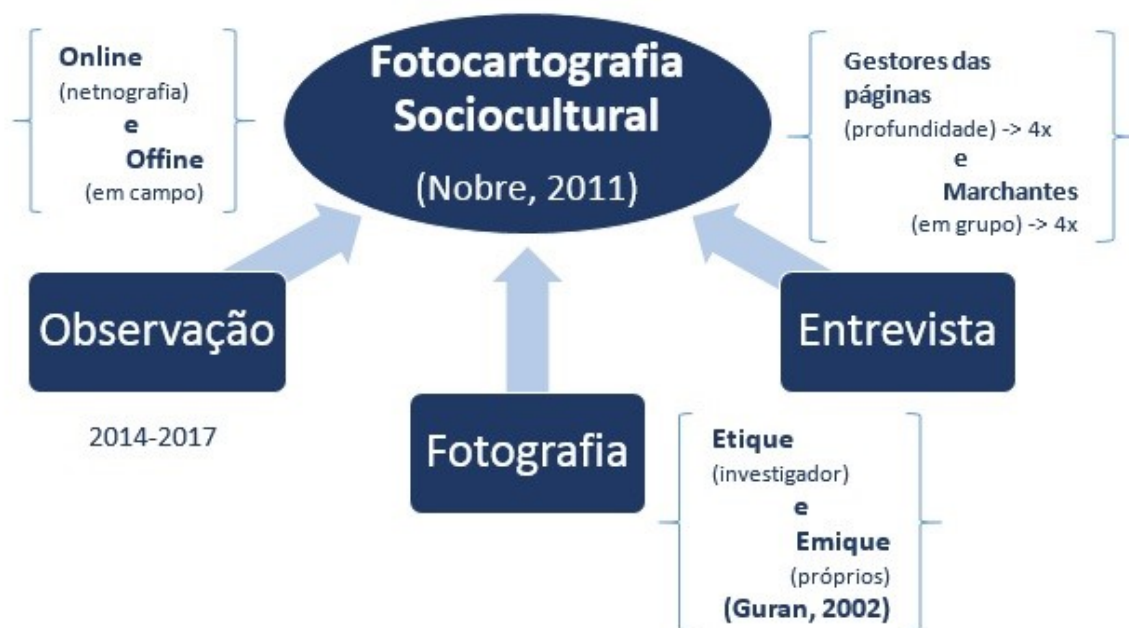 Online
(netnografia)
e
Offine
(em campo)
Fotocartografia
Sociocultural
(Nobre, 2011)
Gestores das
páginas
(profundidade) -> 4x
e
Marchantes
(em grupo) -> 4x
Observação
2014-2017
Fotografia
Entrevista
Etique
(investigador)
e
Emique
(próprios)
(Guran, 2002)